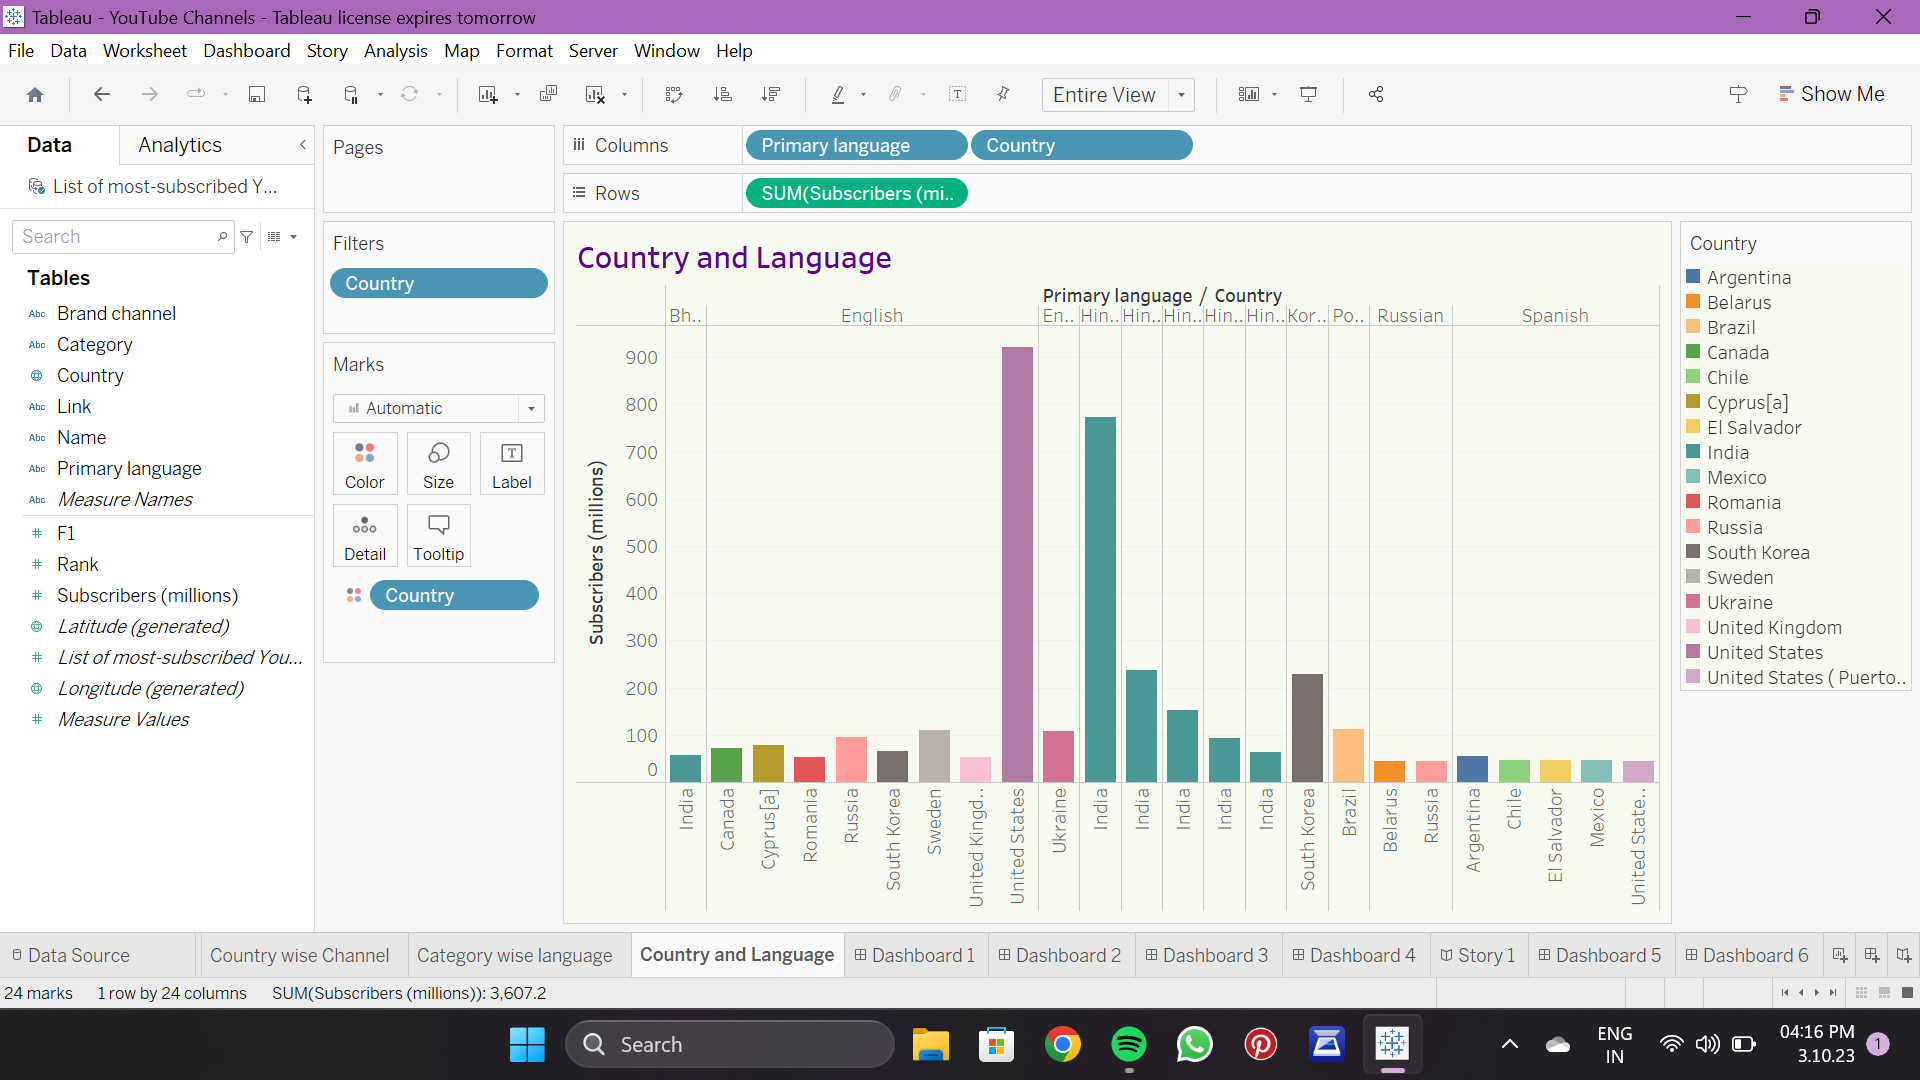 Tableau - YouTube Channels - Tableau license expires tomorrow
File Data Worksheet Dashboard Story Analysis Map Format Server Window Help
Entire View
Show Me
Data Analytics
List of most-subscribed Y...
Search
Tables
Abc Brand channel
Abc Category
Country
Abc Link
Abc Name
Abc Primary language
Abc Measure Names
# F1
# Rank
# Subscribers (millions)
Latitude (generated)
# List of most-subscribed You...
Longitude (generated)
# Measure Values
Pages
Filters
Country
Marks
Automatic
Color Size Label
Detail Tooltip
Country
Columns Primary language Country
Rows SUM(Subscribers (mi..
Country and Language
Primary language / Country
Bh.. English En.. Hin.. Hin.. Hin.. Hin.. Hin.. Kor.. Po.. Russian Spanish
Subscribers (millions)
900
800
700
600
500
400
300
200
100
0
India
Canada
Cyprus[a]
Romania
Russia
South Korea
Sweden
United Kingd..
United States
Ukraine
India
India
India
India
India
South Korea
Brazil
Belarus
Russia
Argentina
Chile
El Salvador
Mexico
United State..
Country
Argentina
Belarus
Brazil
Canada
Chile
Cyprus[a]
El Salvador
India
Mexico
Romania
Russia
South Korea
Sweden
Ukraine
United Kingdom
United States
United States ( Puerto..
Data Source Country wise Channel Category wise language Country and Language Dashboard 1 Dashboard 2 Dashboard 3 Dashboard 4 Story 1 Dashboard 5 Dashboard 6
24 marks 1 row by 24 columns SUM(Subscribers (millions)): 3,607.2
Search
ENG
IN
04:16 PM
3.10.23
1